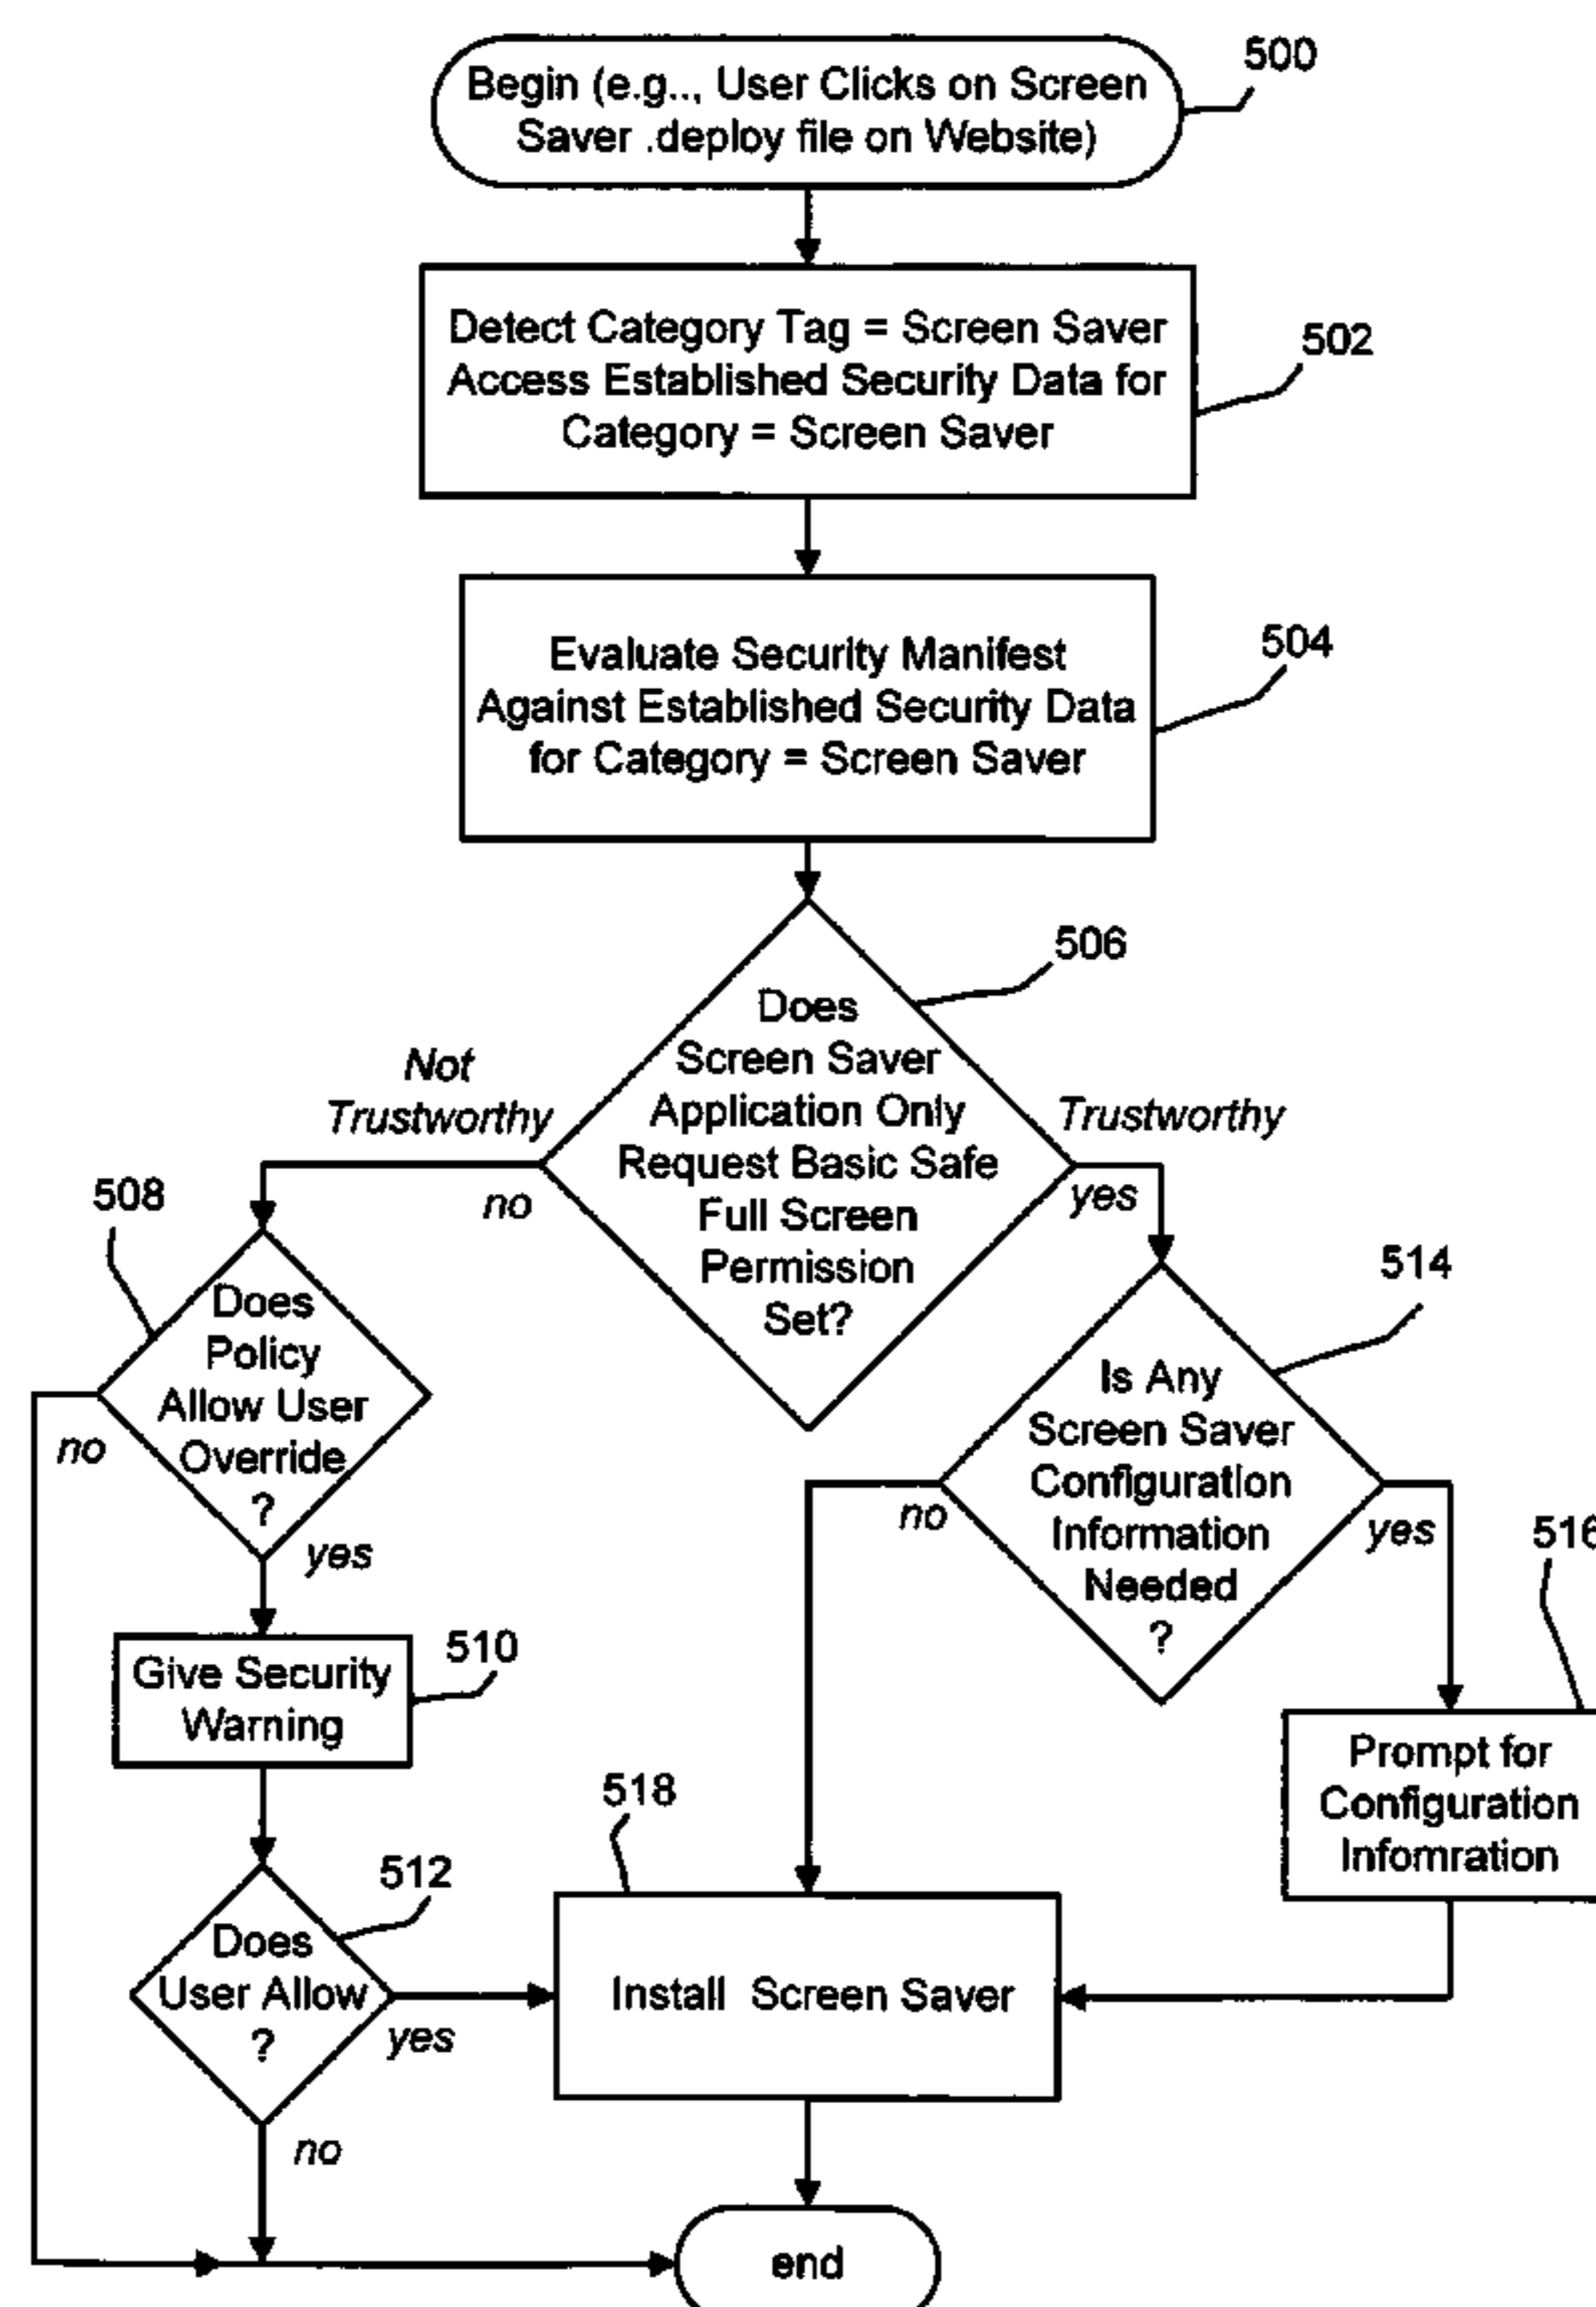 500
Begin (e.g.., User Clicks on Screen
Saver .deploy file on Website)
502
Detect Category Tag = Screen Saver
Access Established Security Data for
Category = Screen Saver
504
Evaluate Security Manifest
Against Established Security Data
for Category = Screen Saver
506
Does
Screen Saver
Application Only
Request Basic Safe
Full Screen
Permission
Set?
Not
Trustworthy
no
Trustworthy
yes
508
Does
Policy
Allow User
Override
?
no
yes
514
Is Any
Screen Saver
Configuration
Information
Needed
?
no
yes
516
510
Give Security
Warning
Prompt for
Configuration
Infomration
518
512
Does
User Allow
?
yes
no
Install Screen Saver
end